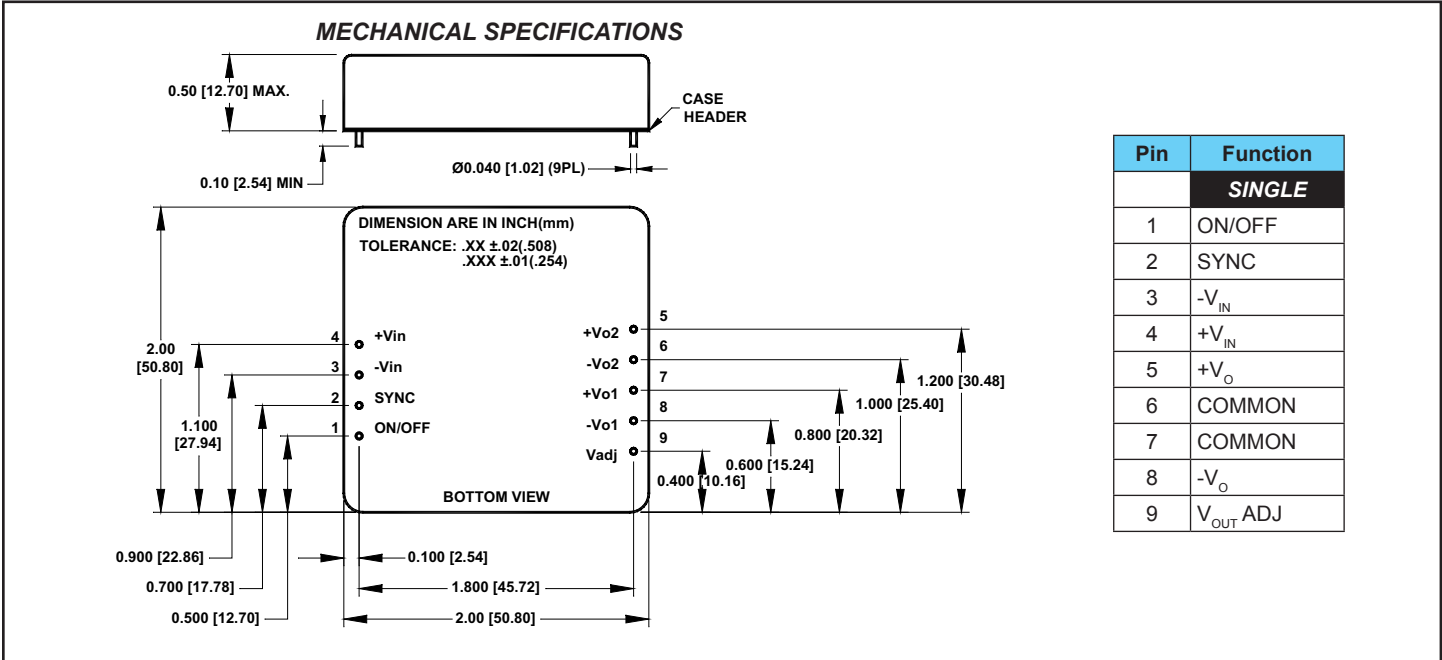 MECHANICAL SPECIFICATIONS
0.50 [12.70] MAX.
CASE
HEADER
Ø0.040 [1.02] (9PL)
0.10 [2.54] MIN
DIMENSION ARE IN INCH(mm)
TOLERANCE: .XX ±.02(.508)
.XXX ±.01(.254)
2.00
[50.80]
4 +Vin
3 -Vin
2 SYNC
1 ON/OFF
1.100
[27.94]
+Vo2 5
-Vo2 6
+Vo1 7
-Vo1 8
Vadj 9
1.200 [30.48]
1.000 [25.40]
0.800 [20.32]
0.600 [15.24]
0.400 [10.16]
BOTTOM VIEW
0.900 [22.86]
0.100 [2.54]
0.700 [17.78]
1.800 [45.72]
0.500 [12.70]
2.00 [50.80]
Pin Function
SINGLE
1 ON/OFF
2 SYNC
3 -VIN
4 +VIN
5 +VO
6 COMMON
7 COMMON
8 -VO
9 VOUT ADJ